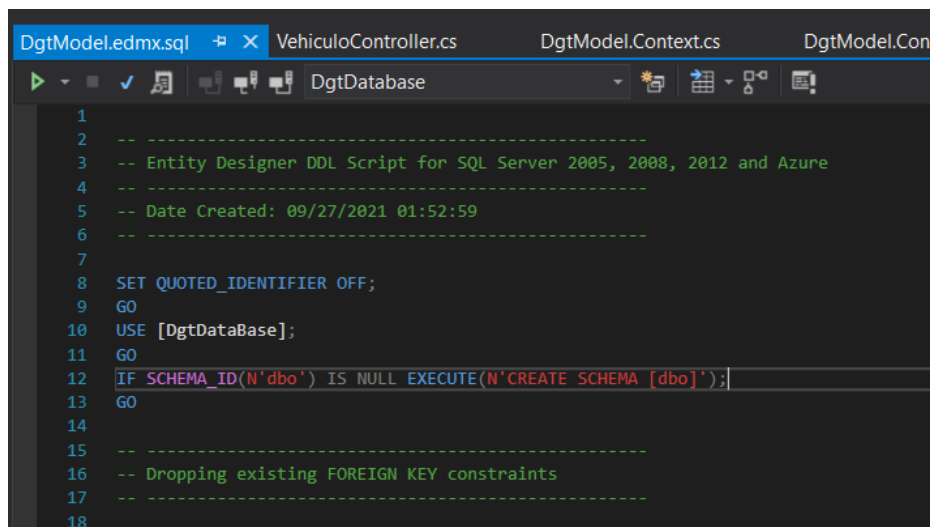 DgtModel.edmx.sql VehiculoController.cs DgtModel.Context.cs DgtModel.Con
DgtDatabase
1
2 -- --------------------------------------------------
3 -- Entity Designer DDL Script for SQL Server 2005, 2008, 2012 and Azure
4 -- --------------------------------------------------
5 -- Date Created: 09/27/2021 01:52:59
6 -- --------------------------------------------------
7
8 SET QUOTED_IDENTIFIER OFF;
9 GO
10 USE [DgtDataBase];
11 GO
12 IF SCHEMA_ID(N'dbo') IS NULL EXECUTE(N'CREATE SCHEMA [dbo]');
13 GO
14
15 -- --------------------------------------------------
16 -- Dropping existing FOREIGN KEY constraints
17 -- --------------------------------------------------
18